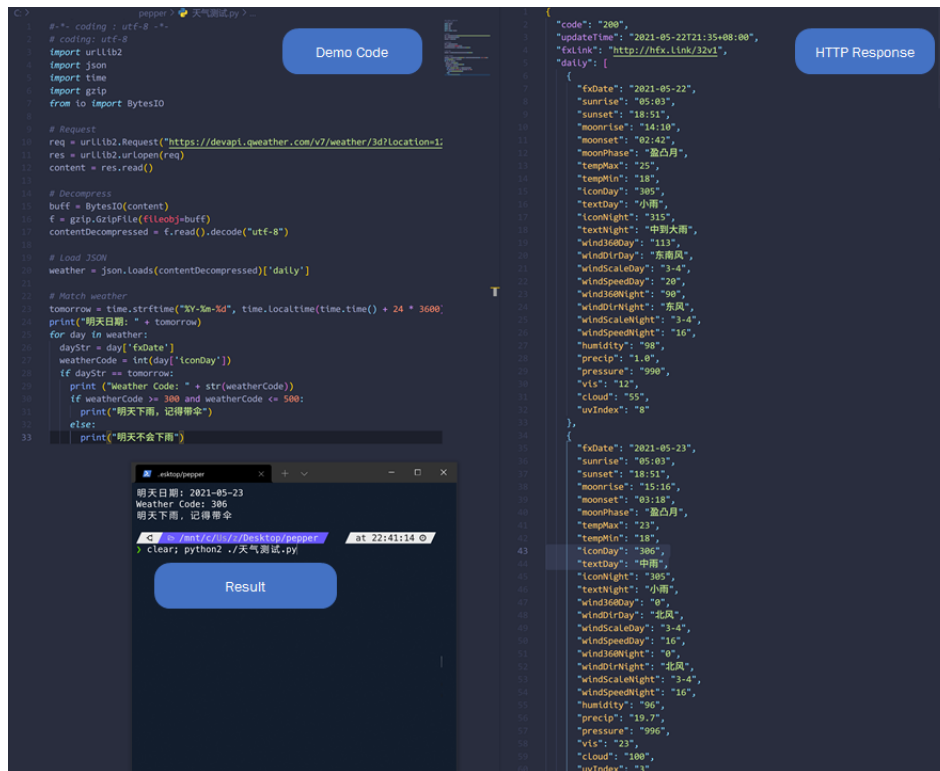 C: >
pepper > 天气测试.py > ...
#-*- coding : utf-8 -*-
# coding: utf-8
import urllib2
import json
import time
import gzip
from io import BytesIO
# Request
req = urllib2.Request("https://devapi.qweather.com/v7/weather/3d?location=12
res = urllib2.urlopen(req)
content = res.read()
# Decompress
buff = BytesIO(content)
f = gzip.GzipFile(fileobj=buff)
contentDecompressed = f.read().decode("utf-8")
# Load JSON
weather = json.loads(contentDecompressed)['daily']
# Match weather
tomorrow = time.strftime("%Y-%m-%d", time.localtime(time.time() + 24 * 3600)
print("明天日期: " + tomorrow)
for day in weather:
dayStr = day['fxDate']
weatherCode = int(day['iconDay'])
if dayStr == tomorrow:
print ("Weather Code: " + str(weatherCode))
if weatherCode >= 300 and weatherCode <= 500:
print("明天下雨, 记得带伞")
else:
33 print("明天不会下雨")
Demo Code
.esktop/pepper
明天日期: 2021-05-23
Weather Code: 306
明天下雨, 记得带伞
/mnt/c/Us/z/Desktop/pepper at 22:41:14
❯ clear; python2 ./天气测试.py
Result
HTTP Response
{
"code": "200",
"updateTime": "2021-05-22T21:35+08:00",
"fxLink": "http://hfx.link/32v1",
"daily": [
{
"fxDate": "2021-05-22",
"sunrise": "05:03",
"sunset": "18:51",
"moonrise": "14:10",
"moonset": "02:42",
"moonPhase": "盈凸月",
"tempMax": "25",
"tempMin": "18",
"iconDay": "305",
"textDay": "小雨",
"iconNight": "315",
"textNight": "中到大雨",
"wind360Day": "113",
"windDirDay": "东南风",
"windScaleDay": "3-4",
"windSpeedDay": "20",
"wind360Night": "90",
"windDirNight": "东风",
"windScaleNight": "3-4",
"windSpeedNight": "16",
"humidity": "98",
"precip": "1.0",
"pressure": "990",
"vis": "12",
"cloud": "55",
"uvIndex": "8"
},
{
"fxDate": "2021-05-23",
"sunrise": "05:03",
"sunset": "18:51",
"moonrise": "15:16",
"moonset": "03:18",
"moonPhase": "盈凸月",
"tempMax": "23",
"tempMin": "18",
43 "iconDay": "306",
"textDay": "中雨",
"iconNight": "305",
"textNight": "小雨",
"wind360Day": "0",
"windDirDay": "北风",
"windScaleDay": "3-4",
"windSpeedDay": "16",
"wind360Night": "0",
"windDirNight": "北风",
"windScaleNight": "3-4",
"windSpeedNight": "16",
"humidity": "96",
"precip": "19.7",
"pressure": "996",
"vis": "23",
"cloud": "100",
"uvIndex": "3"